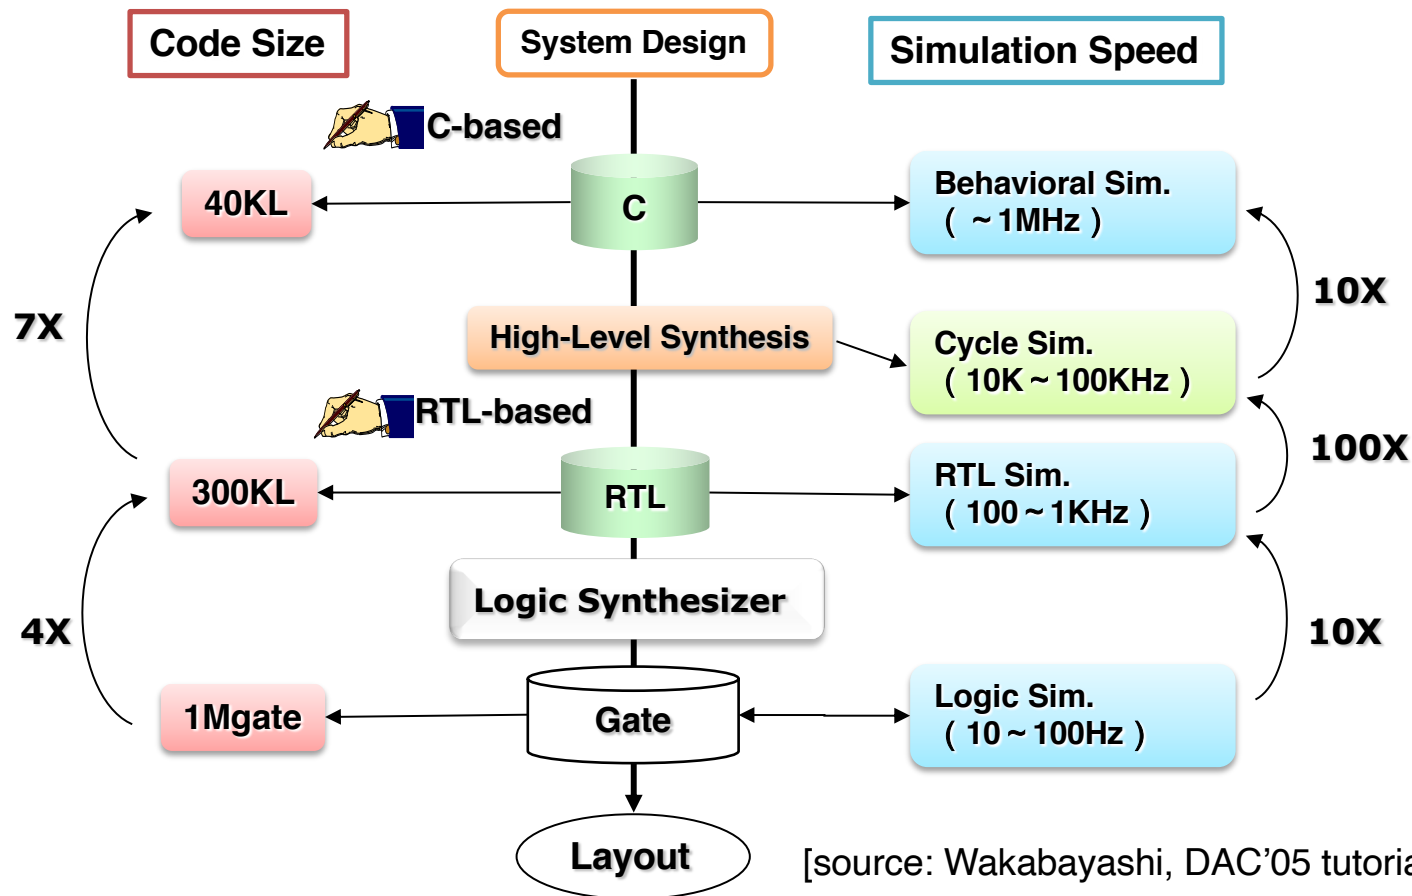 Code Size
System Design
Simulation Speed
C-based
40KL
C
Behavioral Sim.
( ~ 1MHz )
7X
10X
High-Level Synthesis
Cycle Sim.
( 10K ~ 100KHz )
RTL-based
100X
300KL
RTL
RTL Sim.
( 100 ~ 1KHz )
Logic Synthesizer
4X
10X
1Mgate
Gate
Logic Sim.
( 10 ~ 100Hz )
Layout
[source: Wakabayashi, DAC’05 tutoria